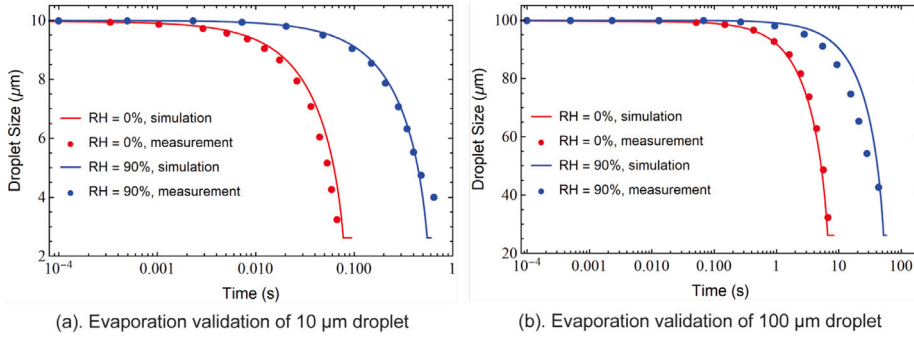 Droplet Size (μm)
10
8
6
4
2
RH = 0%, simulation
RH = 0%, measurement
RH = 90%, simulation
RH = 90%, measurement
10⁻⁴
0.001
0.010
0.100
1
Time (s)
(a). Evaporation validation of 10 μm droplet
Droplet Size (μm)
100
80
60
40
20
RH = 0%, simulation
RH = 0%, measurement
RH = 90%, simulation
RH = 90%, measurement
10⁻⁴
0.001
0.010
0.100
1
10
100
Time (s)
(b). Evaporation validation of 100 μm droplet